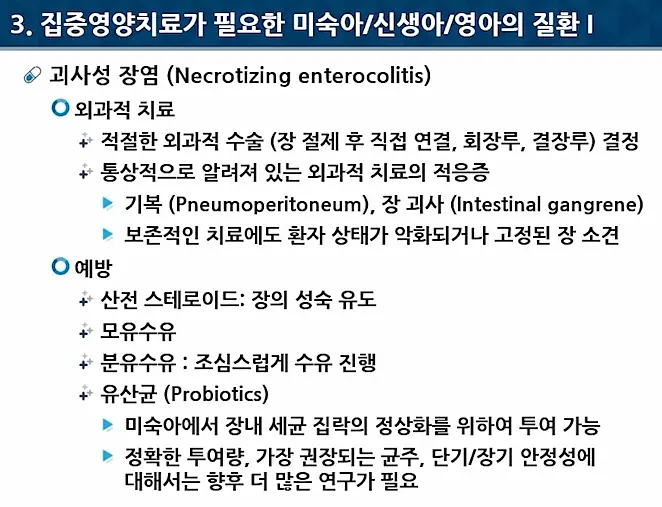 3. 집중영양치료가 필요한 미숙아/신생아/영아의 질환 I
괴사성 장염 (Necrotizing enterocolitis)
외과적 치료
적절한 외과적 수술 (장 절제 후 직접 연결, 회장루, 결장루) 결정
통상적으로 알려져 있는 외과적 치료의 적응증
기복 (Pneumoperitoneum), 장 괴사 (Intestinal gangrene)
보존적인 치료에도 환자 상태가 악화되거나 고정된 장 소견
예방
산전 스테로이드: 장의 성숙 유도
모유수유
분유수유 : 조심스럽게 수유 진행
유산균 (Probiotics)
미숙아에서 장내 세균 집락의 정상화를 위하여 투여 가능
정확한 투여량, 가장 권장되는 균주, 단기/장기 안정성에
대해서는 향후 더 많은 연구가 필요